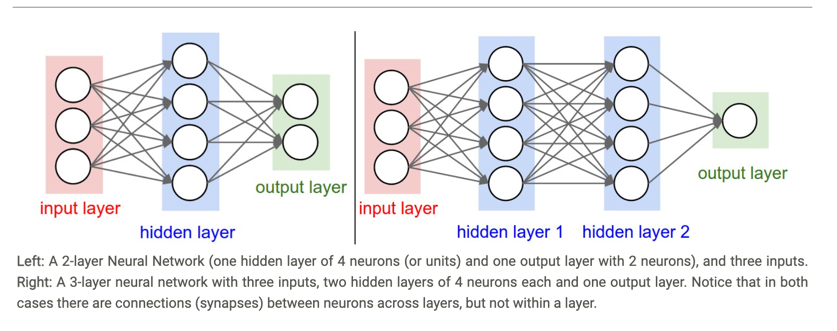 input layer
hidden layer
output layer
input layer
hidden layer 1
hidden layer 2
output layer
Left: A 2-layer Neural Network (one hidden layer of 4 neurons (or units) and one output layer with 2 neurons), and three inputs.
Right: A 3-layer neural network with three inputs, two hidden layers of 4 neurons each and one output layer. Notice that in both
cases there are connections (synapses) between neurons across layers, but not within a layer.